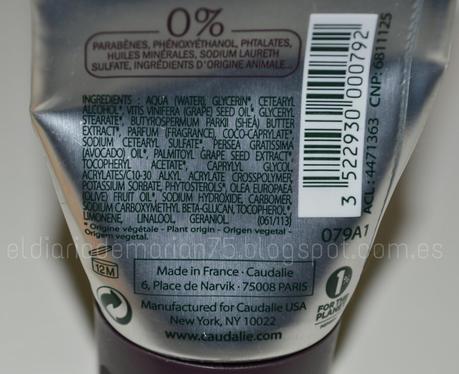 0%
PARABÈNES, PHÉNOXYÉTHANOL, PHTALATES,
HUILES MINÉRALES, SODIUM LAURETH
SULFATE, INGRÉDIENTS D'ORIGINE ANIMALE...
INGREDIENTS : AQUA (WATER), GLYCERIN*, CETEARYL
ALCOHOL*, VITIS VINIFERA (GRAPE) SEED OIL*, GLYCERYL
STEARATE*, BUTYROSPERMUM PARKII (SHEA) BUTTER
EXTRACT*, PARFUM (FRAGRANCE), COCO-CAPRYLATE*,
SODIUM CETEARYL SULFATE*, PERSEA GRATISSIMA
(AVOCADO) OIL*, PALMITOYL GRAPE SEED EXTRACT*,
TOCOPHERYL ACETATE*, CAPRYLYL GLYCOL,
ACRYLATES/C10-30 ALKYL ACRYLATE CROSSPOLYMER,
POTASSIUM SORBATE, PHYTOSTEROLS*, OLEA EUROPAEA
(OLIVE) FRUIT OIL*, SODIUM HYDROXIDE, CARBOMER,
SODIUM CARBOXYMETHYL BETA-GLUCAN, TOCOPHEROL*,
LIMONENE, LINALOOL, GERANIOL. (061/113)
* Origine végétale - Plant origin - Origen vegetal -
Origen vegetal.
3 522930 000792
ACL : 4471363 CNP: 6811125
079A1
eldiariodemarian75.blogspot.com.es
12M
Made in France · Caudalie
6, Place de Narvik · 75008 PARIS
Manufactured for Caudalie USA
New York, NY 10022
www.caudalie.com
1%
FOR THE
PLANET